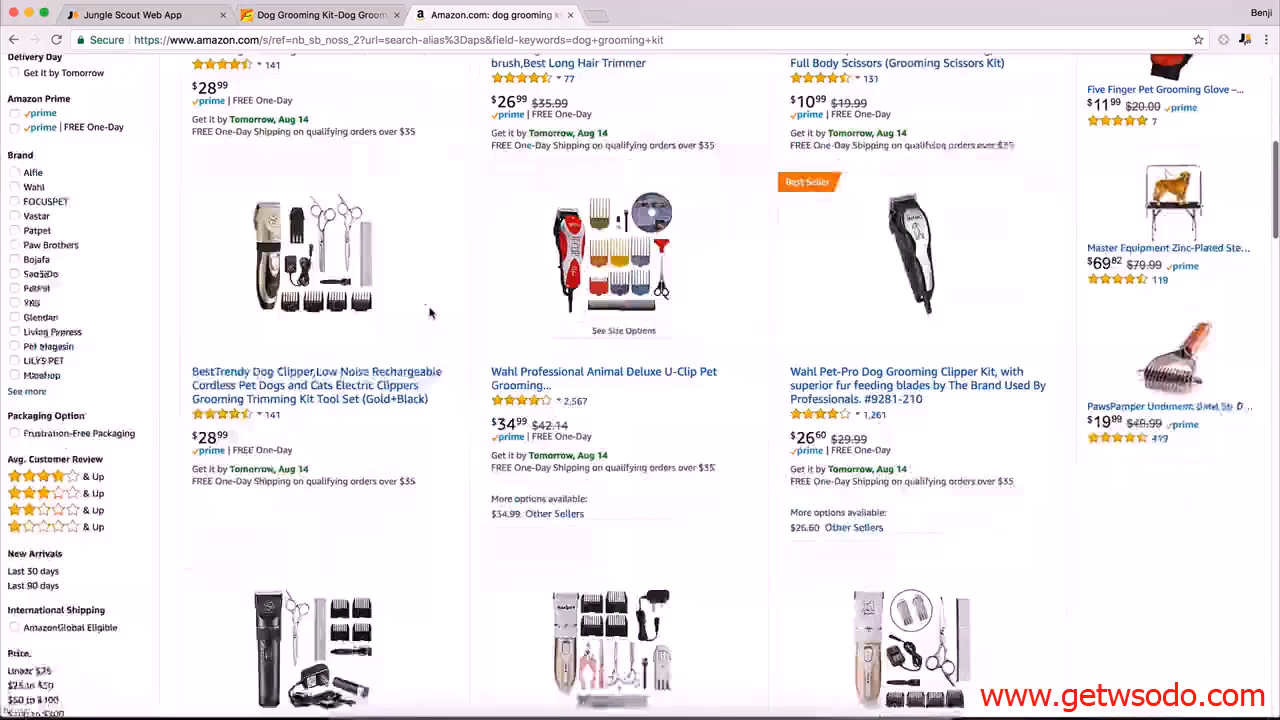 Jungle Scout Web App
Dog Grooming Kit-Dog Groom
Amazon.com: dog grooming k
Benji
Secure
https://www.amazon.com/s/ref=nb_sb_noss_2?url=search-alias%3Daps&field-keywords=dog+grooming+kit
Delivery Day
Get It by Tomorrow
Amazon Prime
prime
prime | FREE One-Day
Brand
Alfie
Wahl
FOCUSPET
Vastar
Patpet
Paw Brothers
Bojafa
Glendan
Living Express
Pet Magasin
LILYS PET
See more
Packaging Option
Frustration-Free Packaging
Avg. Customer Review
& Up
& Up
& Up
& Up
New Arrivals
Last 30 days
Last 90 days
International Shipping
AmazonGlobal Eligible
Price
Under $25
$25 to $50
$50 to $100
141
$28.99
prime | FREE One-Day
Get it by Tomorrow, Aug 14
FREE One-Day Shipping on qualifying orders over $35
brush,Best Long Hair Trimmer
77
$26.99 $35.99
prime | FREE One-Day
Get it by Tomorrow, Aug 14
FREE One-Day Shipping on qualifying orders over $35
Full Body Scissors (Grooming Scissors Kit)
131
$10.99 $19.99
prime | FREE One-Day
Get it by Tomorrow, Aug 14
FREE One-Day Shipping on qualifying orders over $35
BestTrendy Dog Clipper,Low Noise Rechargeable
Cordless Pet Dogs and Cats Electric Clippers
Grooming Trimming Kit Tool Set (Gold+Black)
141
$28.99
prime | FREE One-Day
Get it by Tomorrow, Aug 14
FREE One-Day Shipping on qualifying orders over $35
See Size Options
Wahl Professional Animal Deluxe U-Clip Pet
Grooming...
2,567
$34.99 $42.14
prime | FREE One-Day
Get it by Tomorrow, Aug 14
FREE One-Day Shipping on qualifying orders over $35
More options available:
$34.99 Other Sellers
Best Seller
Wahl Pet-Pro Dog Grooming Clipper Kit, with
superior fur feeding blades by The Brand Used By
Professionals. #9281-210
1,261
$26.60 $29.99
prime | FREE One-Day
Get it by Tomorrow, Aug 14
FREE One-Day Shipping on qualifying orders over $35
More options available:
$26.60 Other Sellers
Five Finger Pet Grooming Glove –...
$11.99 $20.00 prime
7
Master Equipment Zinc-Plated Ste...
$69.82 $79.99 prime
119
PawsPamper Undermat
$19.99 prime
www.getwsodo.com